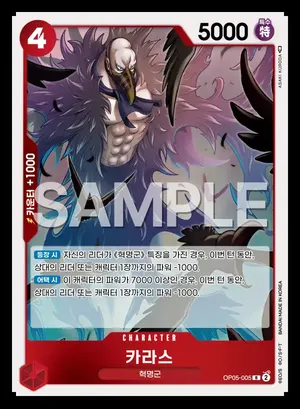 4
5000
특수
特
ASAKI KURODA
카운터 +1000
SAMPLE
등장 시 자신의 리더가 《혁명군》 특징을 가진 경우, 이번 턴 동안,
상대의 리더 또는 캐릭터 1장까지의 파워 -1000.
어택 시 이 캐릭터의 파워가 7000 이상인 경우, 이번 턴 동안,
상대의 리더 또는 캐릭터 1장까지의 파워 -1000.
CHARACTER
카라스
혁명군
OP05-005 R 2
BANDAI MADE IN KOREA